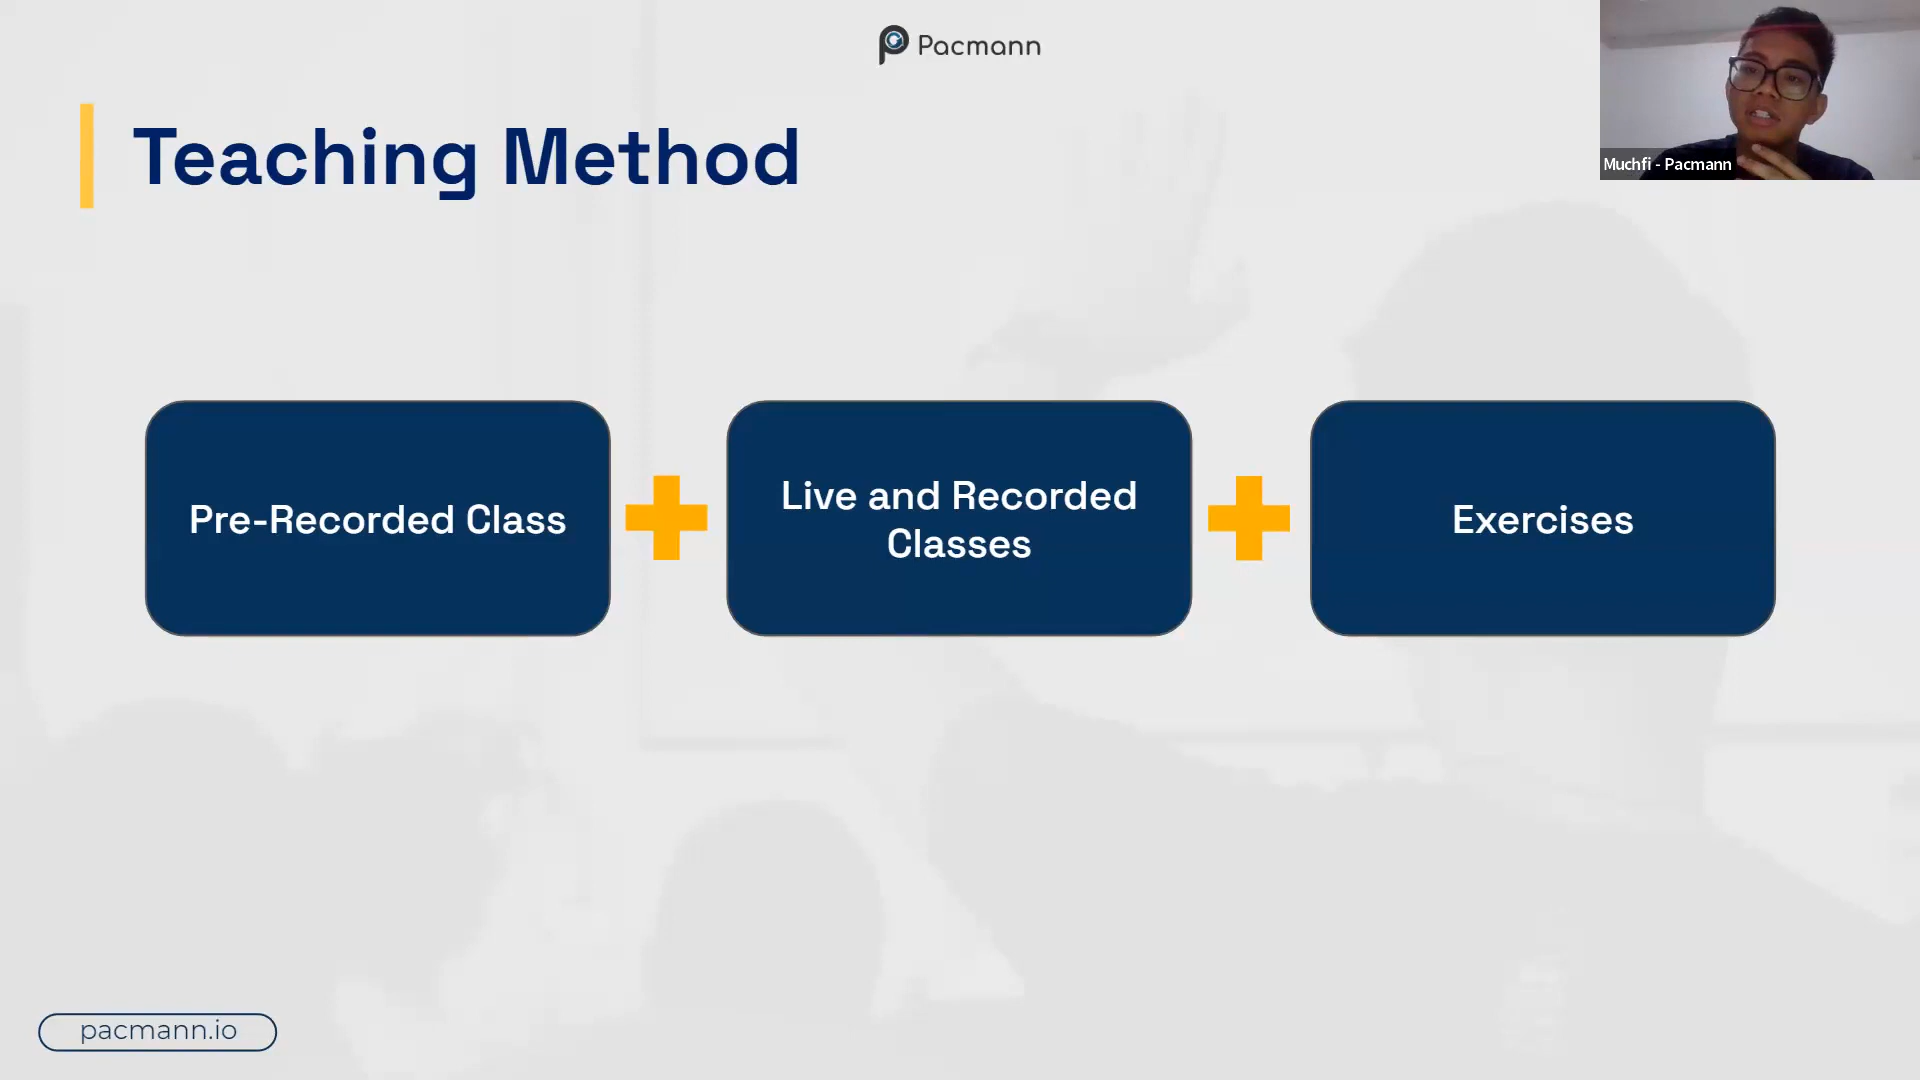 Pacmann
Muchfi - Pacmann
Teaching Method
Pre-Recorded Class
Live and Recorded
Classes
Exercises
pacmann.io